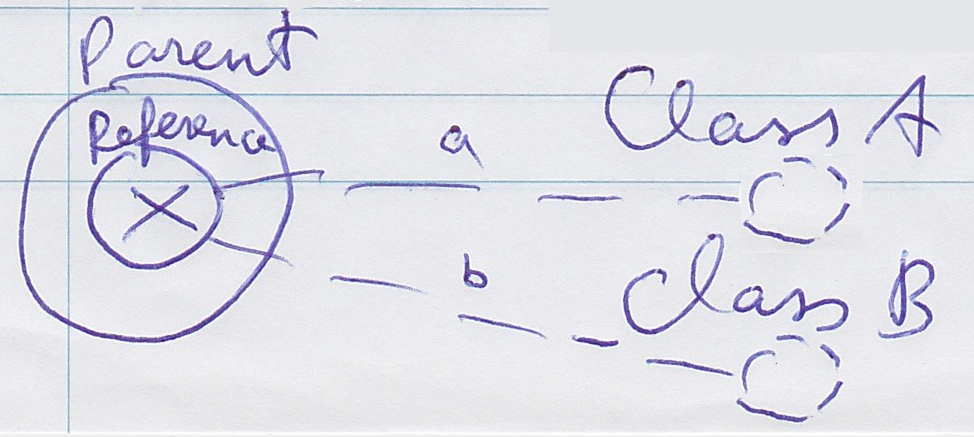 Parent
Reference
X
a
Class A
b
Class B